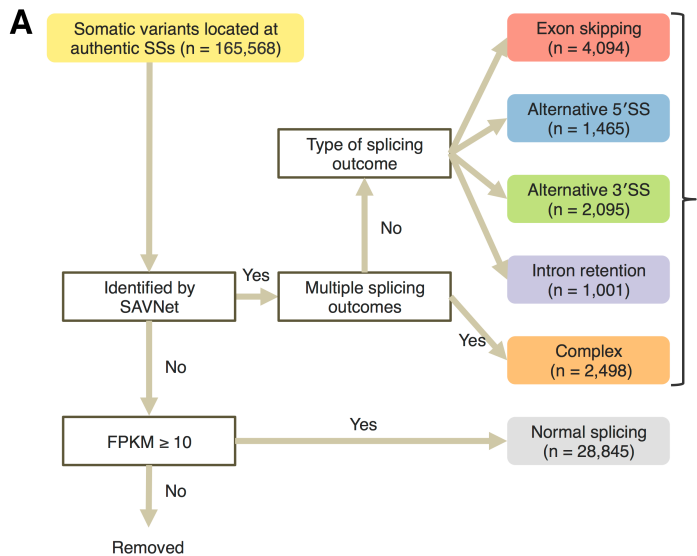 A
Somatic variants located at
authentic SSs (n = 165,568)
Exon skipping
(n = 4,094)
Alternative 5′SS
(n = 1,465)
Type of splicing
outcome
Alternative 3′SS
(n = 2,095)
No
Intron retention
(n = 1,001)
Identified by
SAVNet
Yes
Multiple splicing
outcomes
Yes
Complex
(n = 2,498)
No
FPKM ≥ 10
Yes
Normal splicing
(n = 28,845)
No
Removed